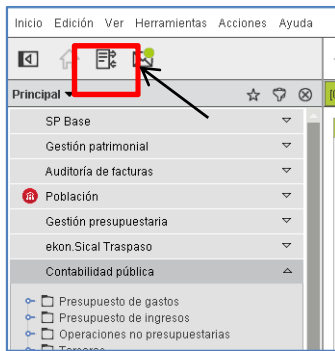 Inicio Edición Ver Herramientas Acciones Ayuda
Principal
SP Base
Gestión patrimonial
Auditoría de facturas
Población
Gestión presupuestaria
ekon.Sical Traspaso
Contabilidad pública
Presupuesto de gastos
Presupuesto de ingresos
Operaciones no presupuestarias
Terceros